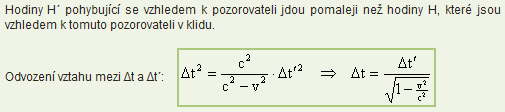 Hodiny H´ pohybující se vzhledem k pozorovateli jdou pomaleji než hodiny H, které jsou
vzhledem k tomuto pozorovateli v klidu.
Odvození vztahu mezi Δt a Δt´: Δt² = c²/(c² − v²) · Δt′² ⇒ Δt = Δt′/√(1 − v²/c²)